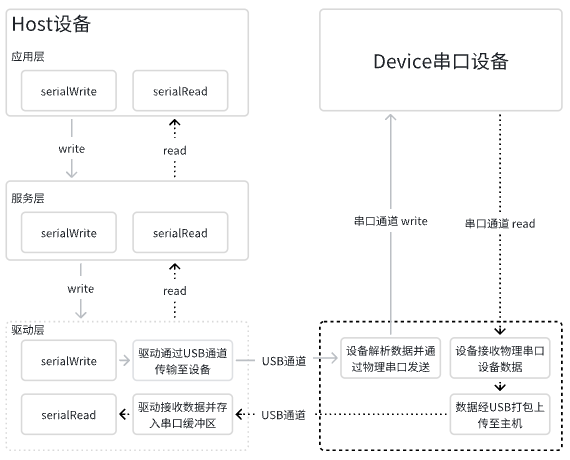 Host设备
应用层
serialWrite
serialRead
write
read
服务层
serialWrite
serialRead
write
read
驱动层
serialWrite
驱动通过USB通道
传输至设备
serialRead
驱动接收数据并存
入串口缓冲区
USB通道
USB通道
Device串口设备
串口通道 write
串口通道 read
设备解析数据并通
过物理串口发送
设备接收物理串口
设备数据
数据经USB打包上
传至主机